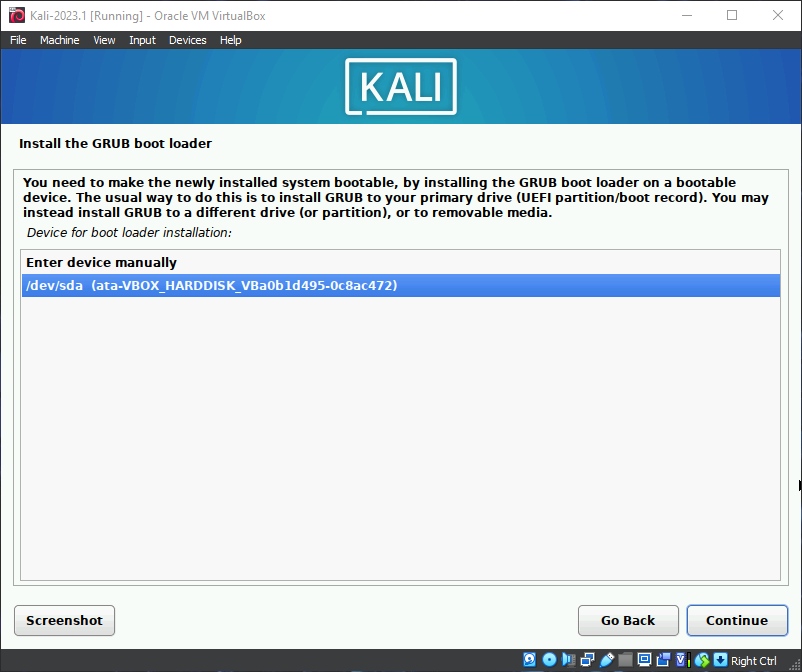 Kali-2023.1 [Running] - Oracle VM VirtualBox
File Machine View Input Devices Help
KALI
Install the GRUB boot loader
You need to make the newly installed system bootable, by installing the GRUB boot loader on a bootable
device. The usual way to do this is to install GRUB to your primary drive (UEFI partition/boot record). You may
instead install GRUB to a different drive (or partition), or to removable media.
Device for boot loader installation:
Enter device manually
/dev/sda (ata-VBOX_HARDDISK_VBa0b1d495-0c8ac472)
Screenshot Go Back Continue
Right Ctrl